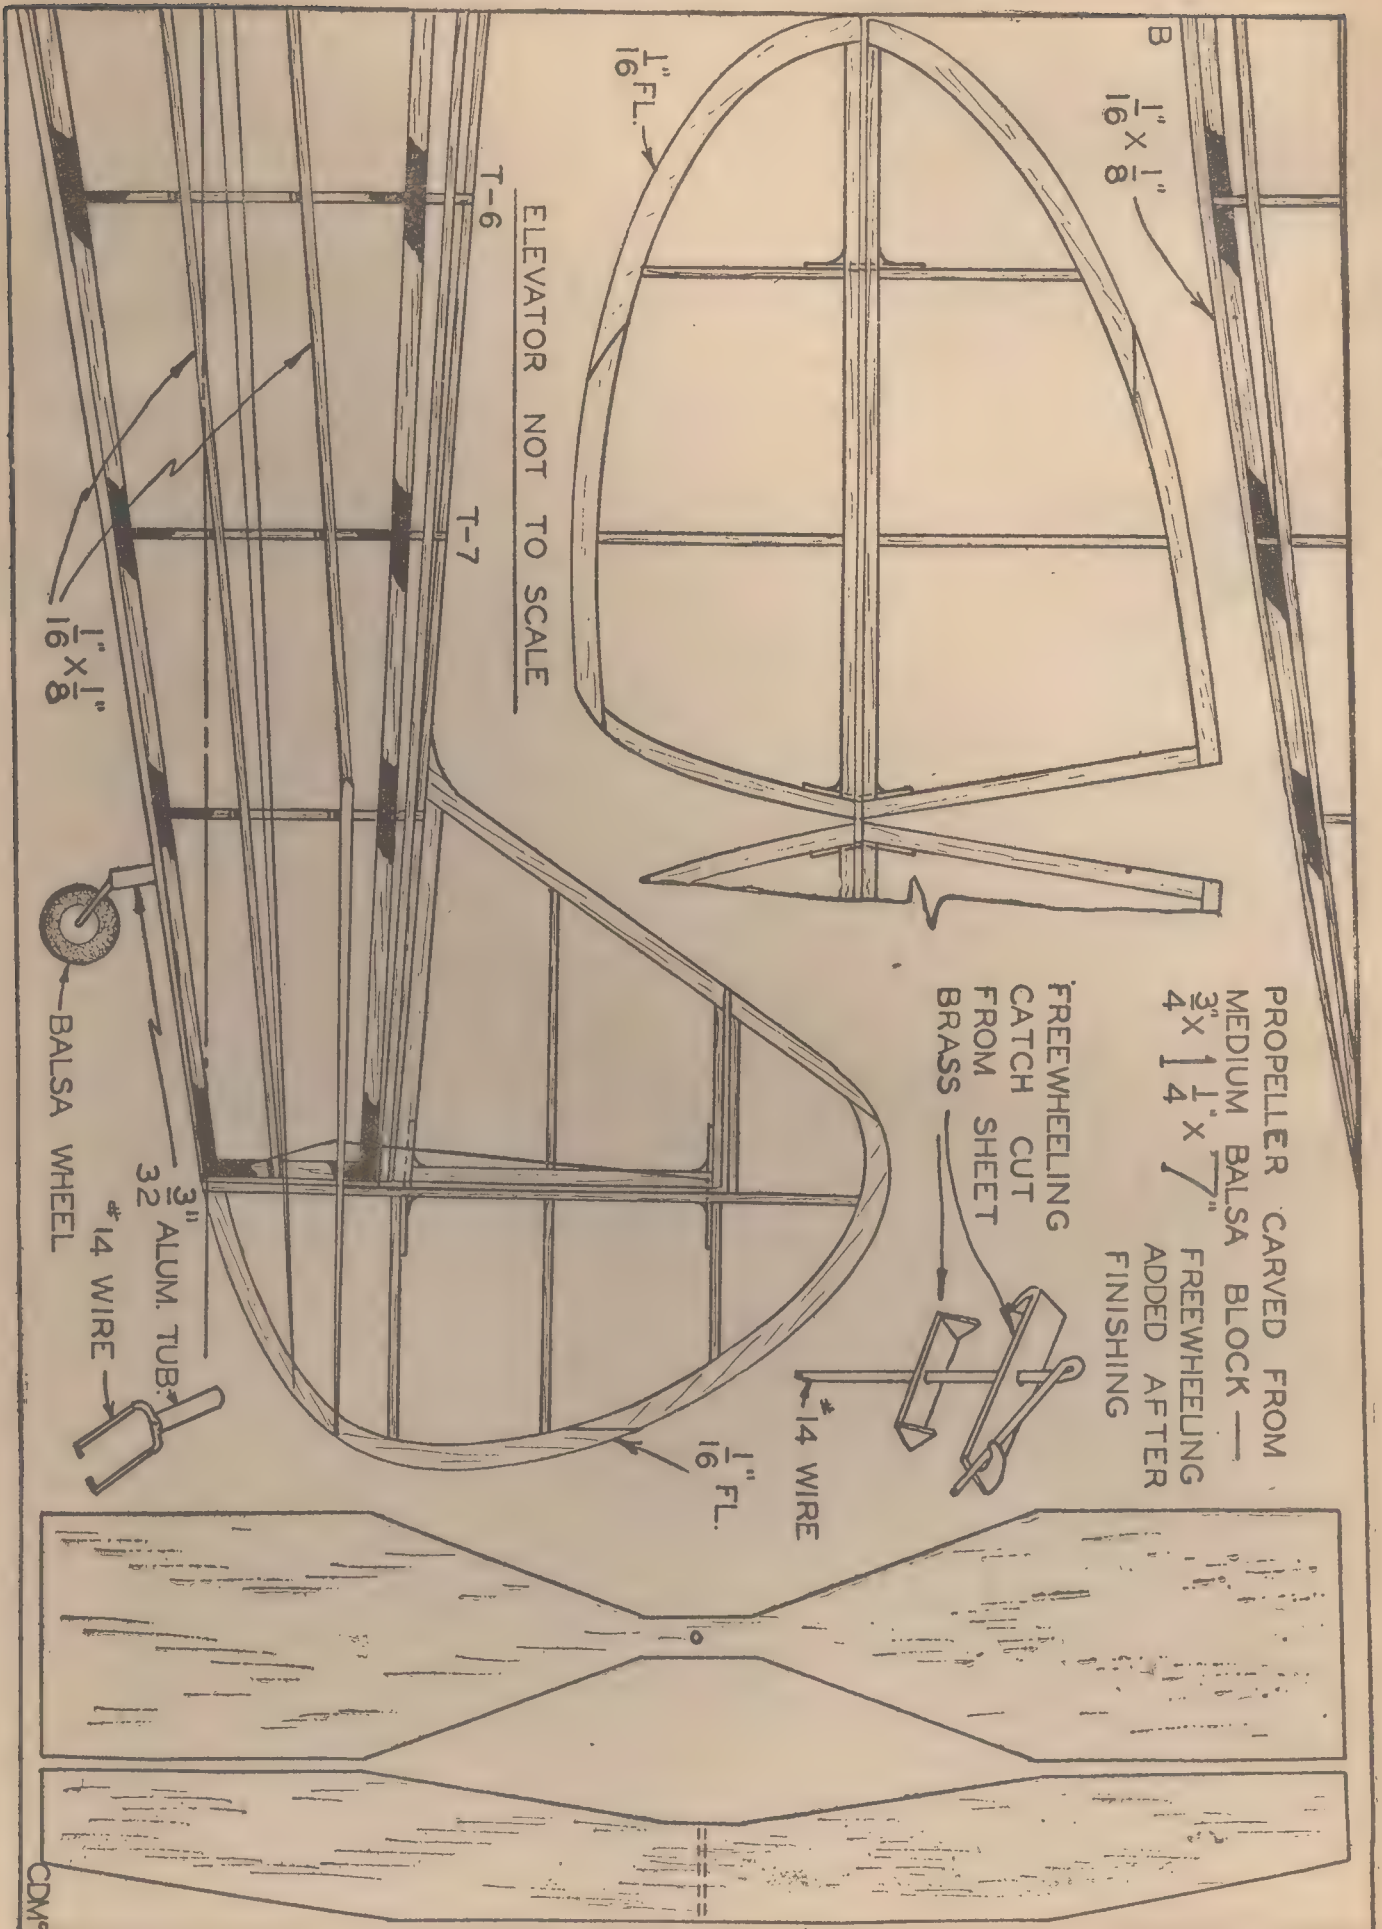 B
1/16" X 1/8"
1/16" FL.
T-6
ELEVATOR NOT TO SCALE
T-7
1/16" X 1/8"
PROPELLER CARVED FROM
MEDIUM BALSA BLOCK —
3/4" X 1 1/4" X 7"
FREEWHEELING
ADDED AFTER
FINISHING
FREEWHEELING
CATCH CUT
FROM SHEET
BRASS
#14 WIRE
1/16" FL.
BALSA WHEEL
3/32" ALUM. TUB.
#14 WIRE